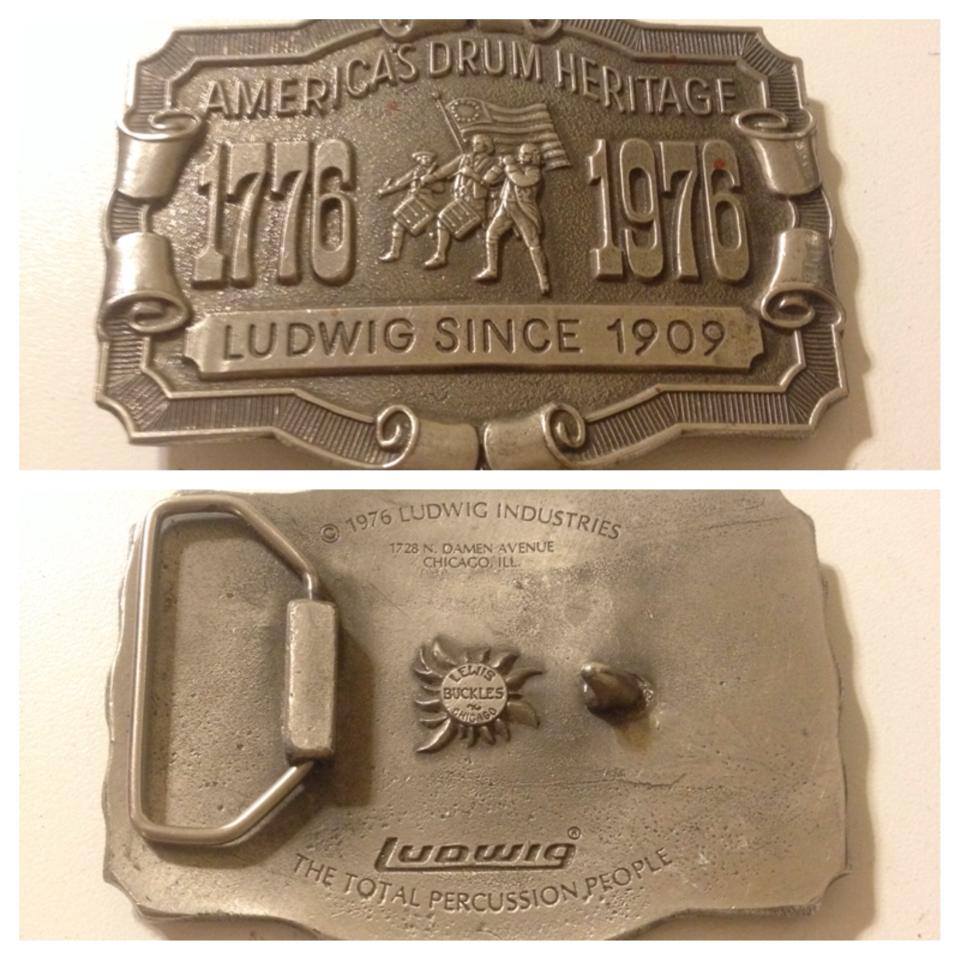 AMERICA'S DRUM HERITAGE
1776 1976
LUDWIG SINCE 1909
© 1976 LUDWIG INDUSTRIES
1728 N. DAMEN AVENUE
CHICAGO, ILL.
LEWIS
BUCKLES
CHICAGO
Ludwig®
THE TOTAL PERCUSSION PEOPLE